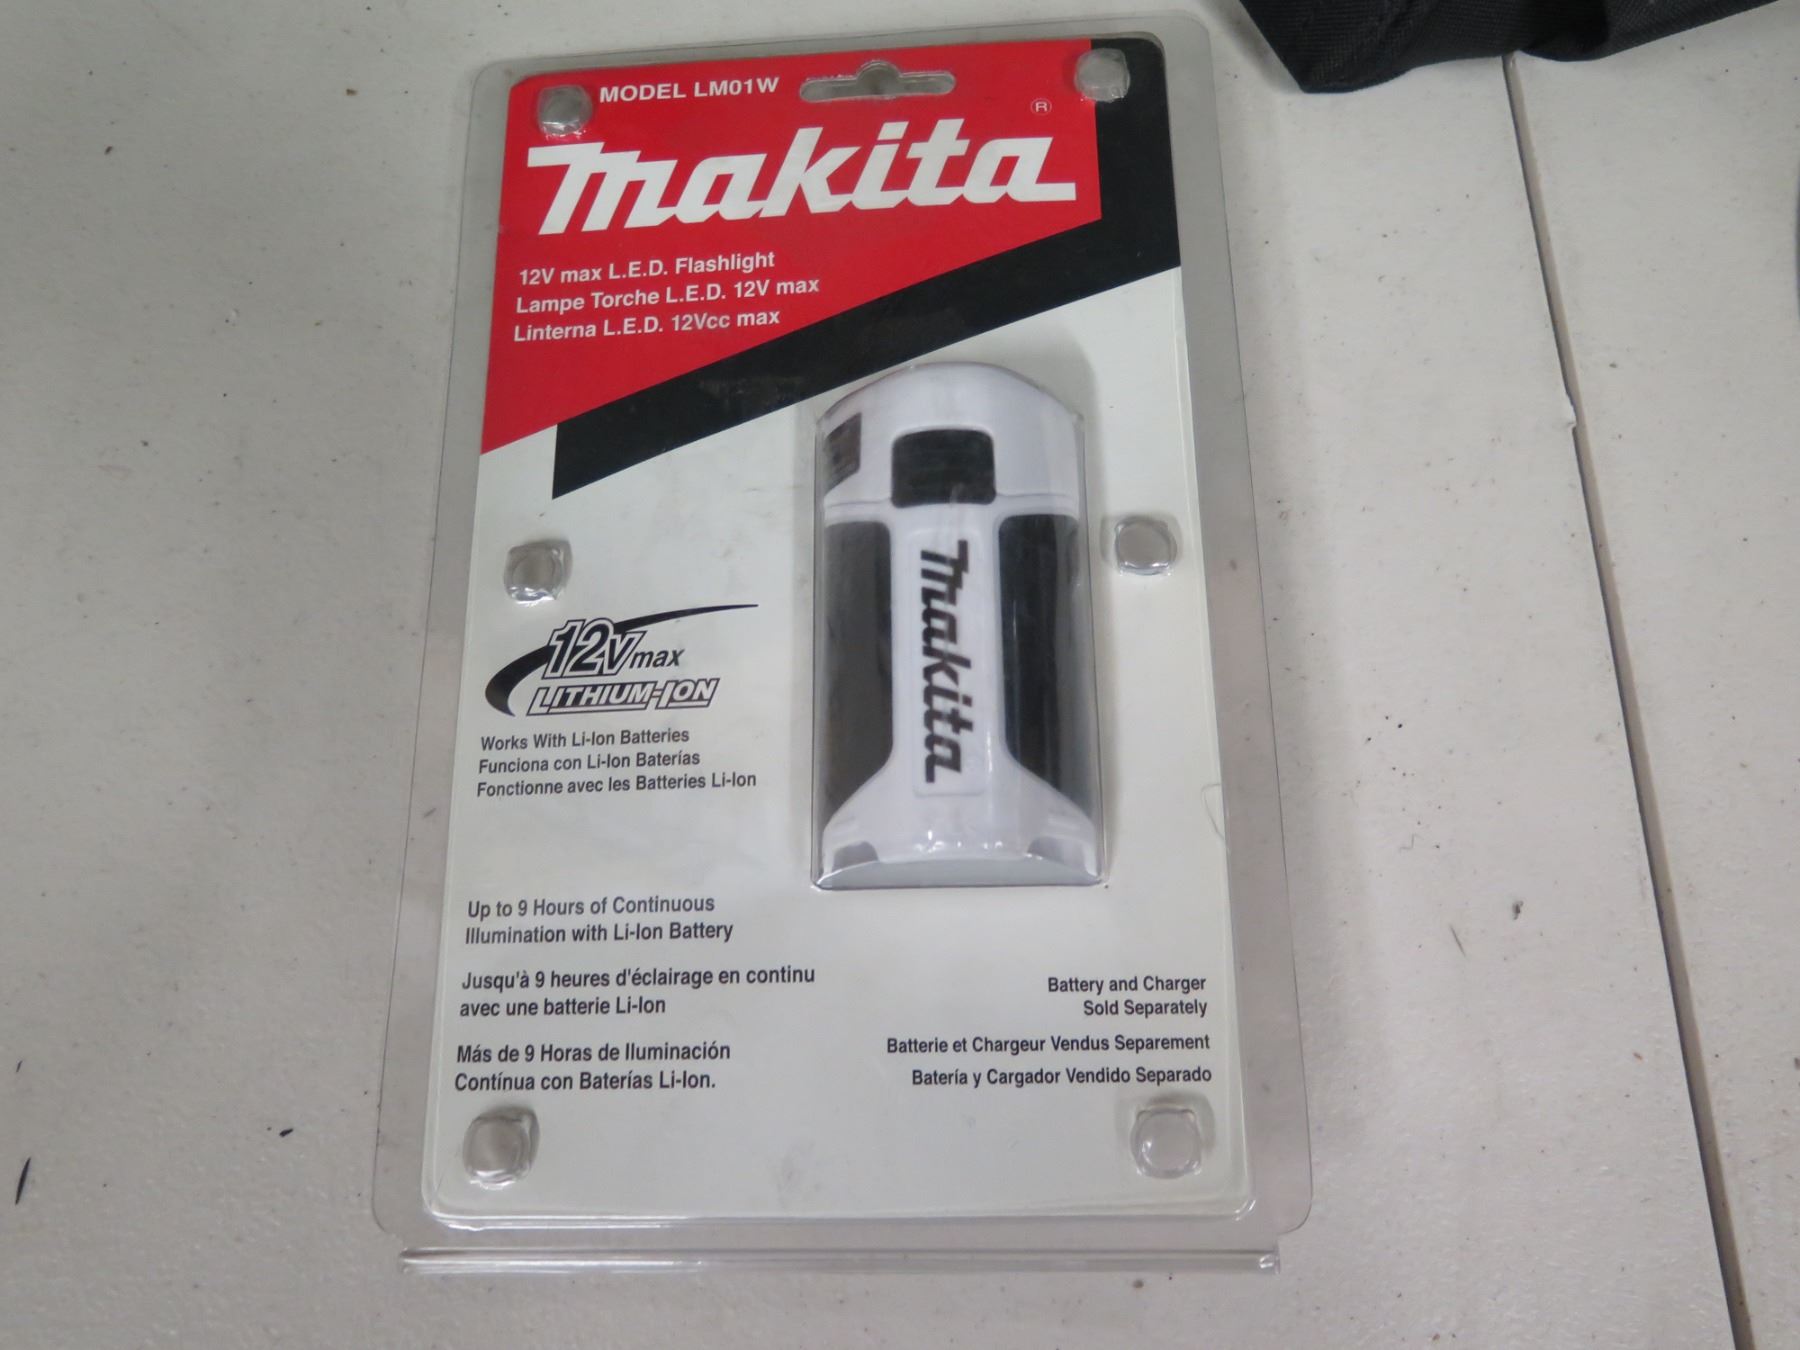 MODEL LM01W
makita ®
12V max L.E.D. Flashlight
Lampe Torche L.E.D. 12V max
Linterna L.E.D. 12Vcc max
makita
12V max
LITHIUM-ION
Works With Li-Ion Batteries
Funciona con Li-Ion Baterías
Fonctionne avec les Batteries Li-Ion
Up to 9 Hours of Continuous
Illumination with Li-Ion Battery
Jusqu'à 9 heures d'éclairage en continu
avec une batterie Li-Ion
Más de 9 Horas de Iluminación
Contínua con Baterías Li-Ion.
Battery and Charger
Sold Separately
Batterie et Chargeur Vendus Separement
Batería y Cargador Vendido Separado